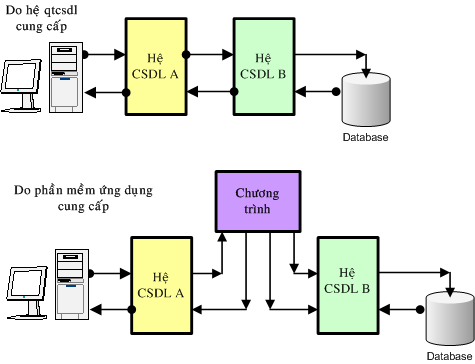 Do hệ qtcsdl
cung cấp
Hệ
CSDL A
Hệ
CSDL B
Database
Do phần mềm ứng dụng
cung cấp
Chương
trình
Hệ
CSDL A
Hệ
CSDL B
Database